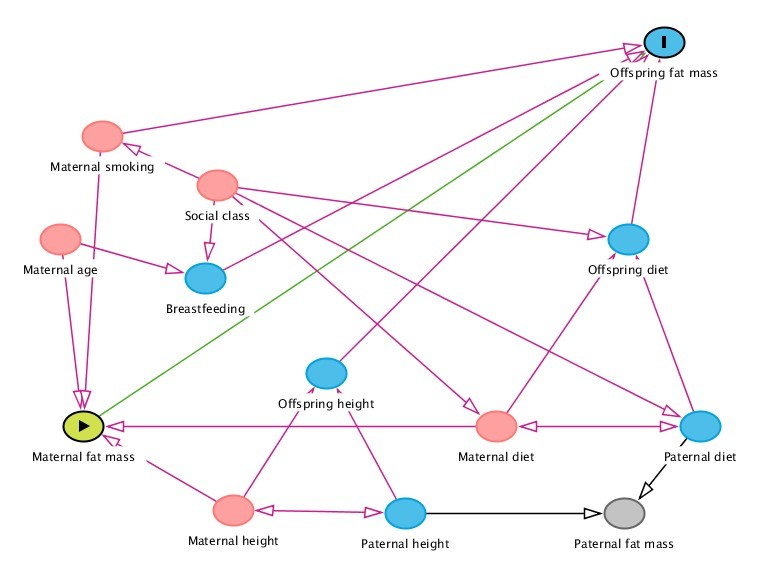 Offspring fat mass
Maternal smoking
Social class
Maternal age
Offspring diet
Breastfeeding
Offspring height
Maternal fat mass
Maternal diet
Paternal diet
Maternal height
Paternal height
Paternal fat mass